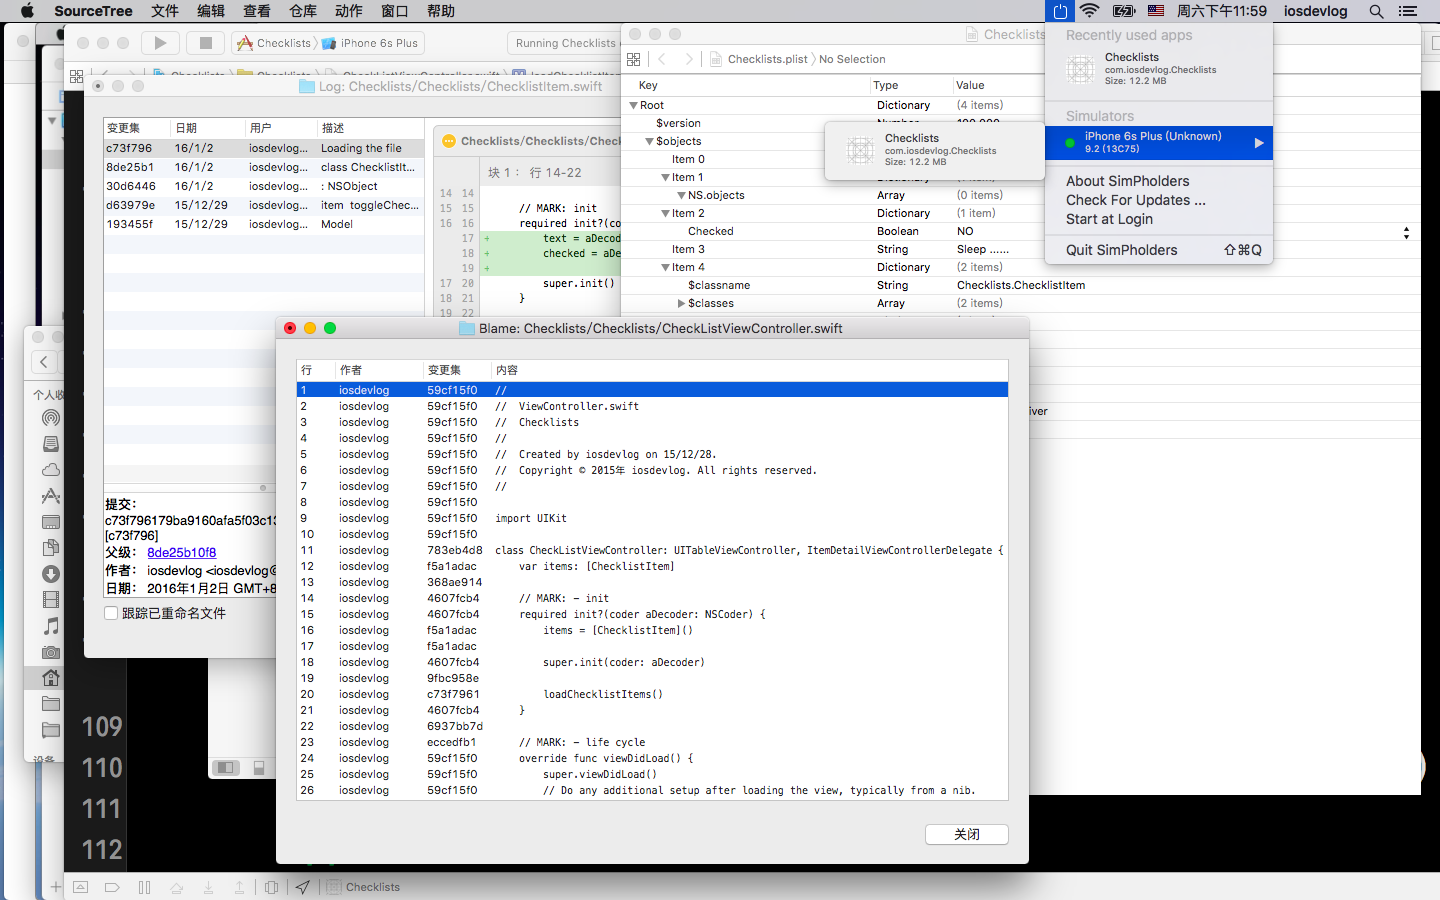 SourceTree 文件 编辑 查看 仓库 动作 窗口 帮助
周六下午11:59 iosdevlog
Checklists iPhone 6s Plus
Running Checklists
Log: Checklists/Checklists/ChecklistItem.swift
变更集 日期 用户 描述
c73f796 16/1/2 iosdevlo... Loading the file
8de25b1 16/1/2 iosdevlo... class ChecklistIt...
30d6446 16/1/2 iosdevlo... : NSObject
d63979e 15/12/29 iosdevlo... item toggleChec...
193455f 15/12/29 iosdevlo... Model
提交:
c73f796179ba9160afa5f03c13
[c73f796]
父级: 8de25b10f8
作者: iosdevlog <iosdevlog@
日期: 2016年1月2日 GMT+8
跟踪已重命名文件
Checklists/Checklists/Chec
块 1： 行 14-22
14 14
15 15 // MARK: init
16 16 required init?(co
17 + text = aDecod
18 + checked = aDe
19 +
17 20 super.init()
18 21 }
19 22
Checklists
Checklists.plist No Selection
Key Type Value
Root Dictionary (4 items)
$version Number 100,000
$objects
Item 0
Item 1 Dictionary
NS.objects Array (0 items)
Item 2 Dictionary (1 item)
Checked Boolean NO
Item 3 String Sleep ......
Item 4 Dictionary (2 items)
$classname String Checklists.ChecklistItem
$classes Array (2 items)
iver
Checklists
com.iosdevlog.Checklists
Size: 12.2 MB
Recently used apps
Checklists
com.iosdevlog.Checklists
Size: 12.2 MB
Simulators
iPhone 6s Plus (Unknown)
9.2 (13C75)
About SimPholders
Check For Updates ...
Start at Login
Quit SimPholders ⇧⌘Q
Blame: Checklists/Checklists/CheckListViewController.swift
行 作者 变更集 内容
1 iosdevlog 59cf15f0 //
2 iosdevlog 59cf15f0 // ViewController.swift
3 iosdevlog 59cf15f0 // Checklists
4 iosdevlog 59cf15f0 //
5 iosdevlog 59cf15f0 // Created by iosdevlog on 15/12/28.
6 iosdevlog 59cf15f0 // Copyright © 2015年 iosdevlog. All rights reserved.
7 iosdevlog 59cf15f0 //
8 iosdevlog 59cf15f0
9 iosdevlog 59cf15f0 import UIKit
10 iosdevlog 59cf15f0
11 iosdevlog 783eb4d8 class CheckListViewController: UITableViewController, ItemDetailViewControllerDelegate {
12 iosdevlog f5a1adac var items: [ChecklistItem]
13 iosdevlog 368ae914
14 iosdevlog 4607fcb4 // MARK: - init
15 iosdevlog 4607fcb4 required init?(coder aDecoder: NSCoder) {
16 iosdevlog f5a1adac items = [ChecklistItem]()
17 iosdevlog f5a1adac
18 iosdevlog 4607fcb4 super.init(coder: aDecoder)
19 iosdevlog 9fbc958e
20 iosdevlog c73f7961 loadChecklistItems()
21 iosdevlog 4607fcb4 }
22 iosdevlog 6937bb7d
23 iosdevlog eccedfb1 // MARK: - life cycle
24 iosdevlog 59cf15f0 override func viewDidLoad() {
25 iosdevlog 59cf15f0 super.viewDidLoad()
26 iosdevlog 59cf15f0 // Do any additional setup after loading the view, typically from a nib.
关闭
个人收
设备
109
110
111
112
Checklists